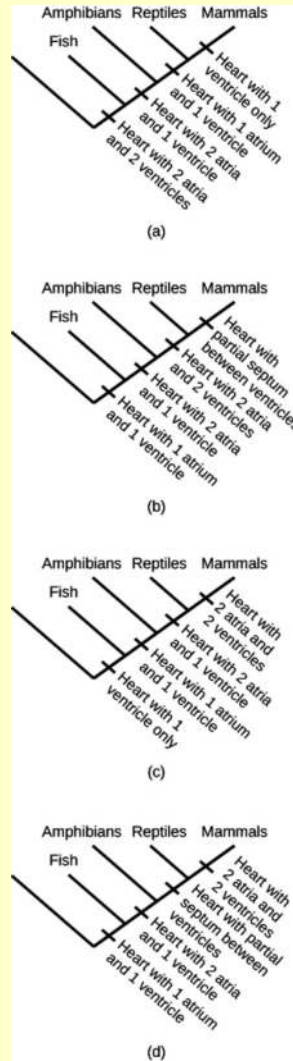 Amphibians Reptiles Mammals
Fish
Heart with 1
ventricle only
Heart with 1 atrium
and 1 ventricle
Heart with 2 atria
and 1 ventricle
Heart with 2 atria
and 2 ventricles
(a)
Amphibians Reptiles Mammals
Fish
Heart with
partial septum
between ventricles
Heart with 2 atria
and 2 ventricles
Heart with 2 atria
and 1 ventricle
Heart with 1 atrium
and 1 ventricle
(b)
Amphibians Reptiles Mammals
Fish
Heart with
2 atria and
2 ventricles
Heart with 2 atria
and 1 ventricle
Heart with 1 atrium
and 1 ventricle
Heart with 1
ventricle only
(c)
Amphibians Reptiles Mammals
Fish
Heart with
2 atria and
2 ventricles
Heart with partial
septum between
ventricles
Heart with 2 atria
and 1 ventricle
Heart with 1 atrium
and 1 ventricle
(d)